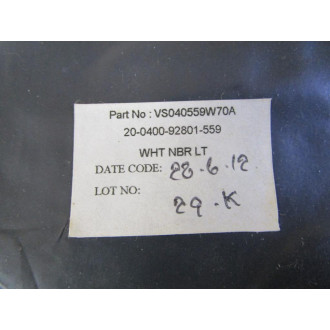 Part No : VS040559W70A
20-0400-92801-559
WHT NBR LT
DATE CODE: 28-6-12
LOT NO: 29-K